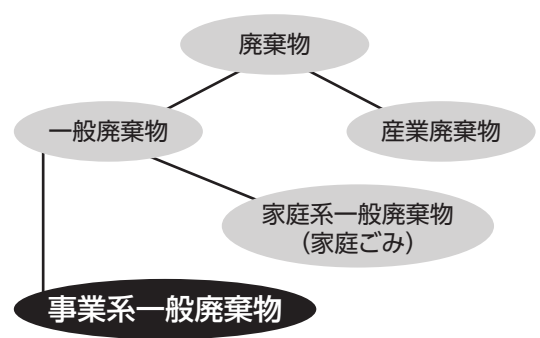 廃棄物
一般廃棄物
産業廃棄物
家庭系一般廃棄物
（家庭ごみ）
事業系一般廃棄物